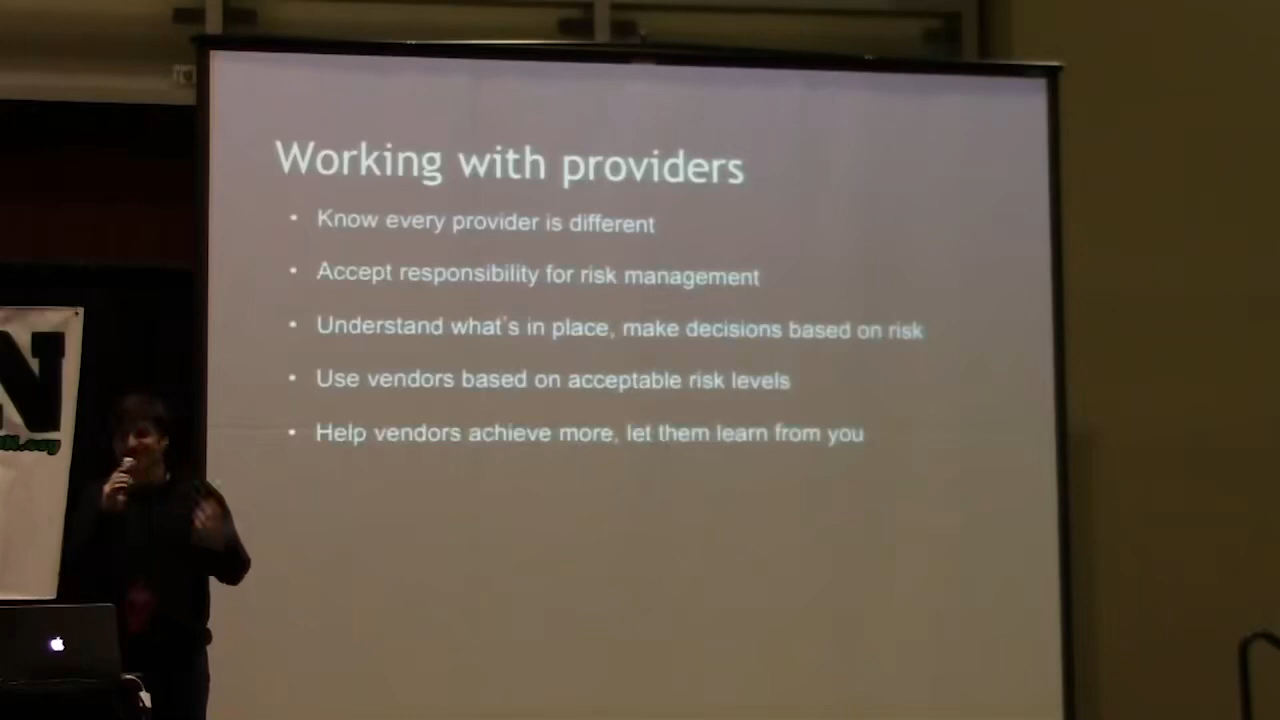 Working with providers
• Know every provider is different
• Accept responsibility for risk management
• Understand what's in place, make decisions based on risk
• Use vendors based on acceptable risk levels
• Help vendors achieve more, let them learn from you
N